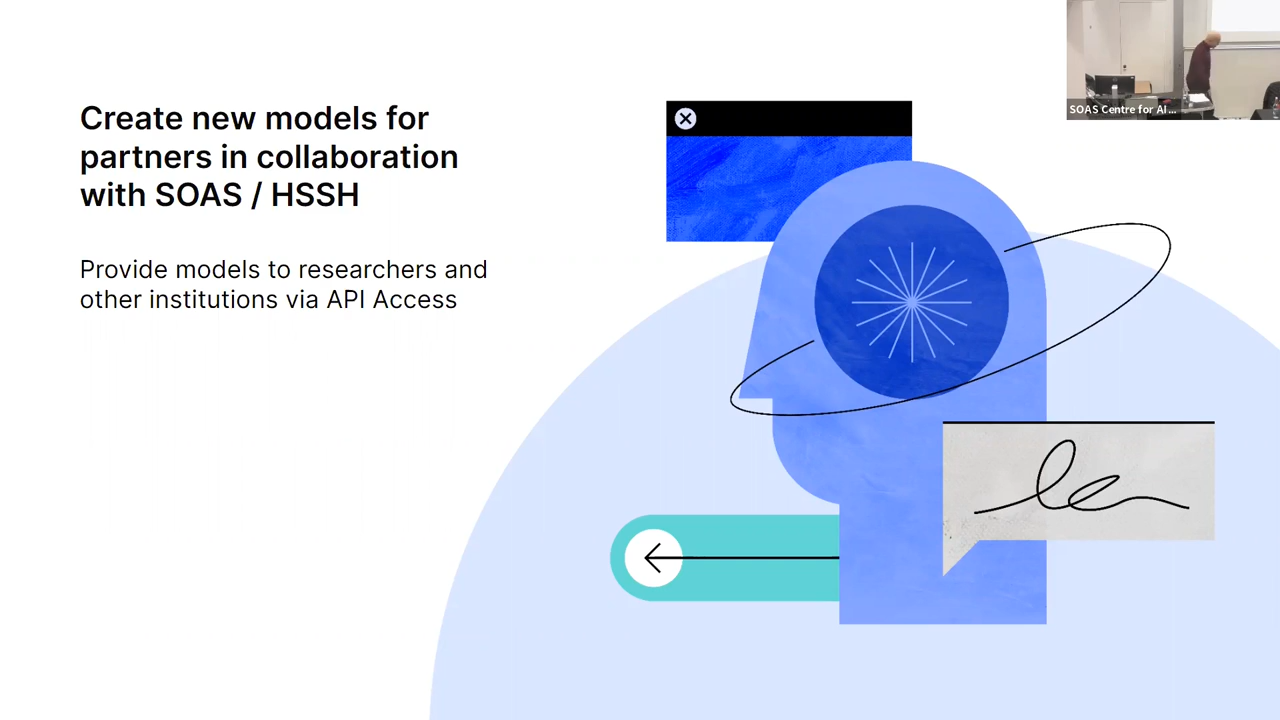 Create new models for
partners in collaboration
with SOAS / HSSH
Provide models to researchers and
other institutions via API Access
SOAS Centre for AI ...